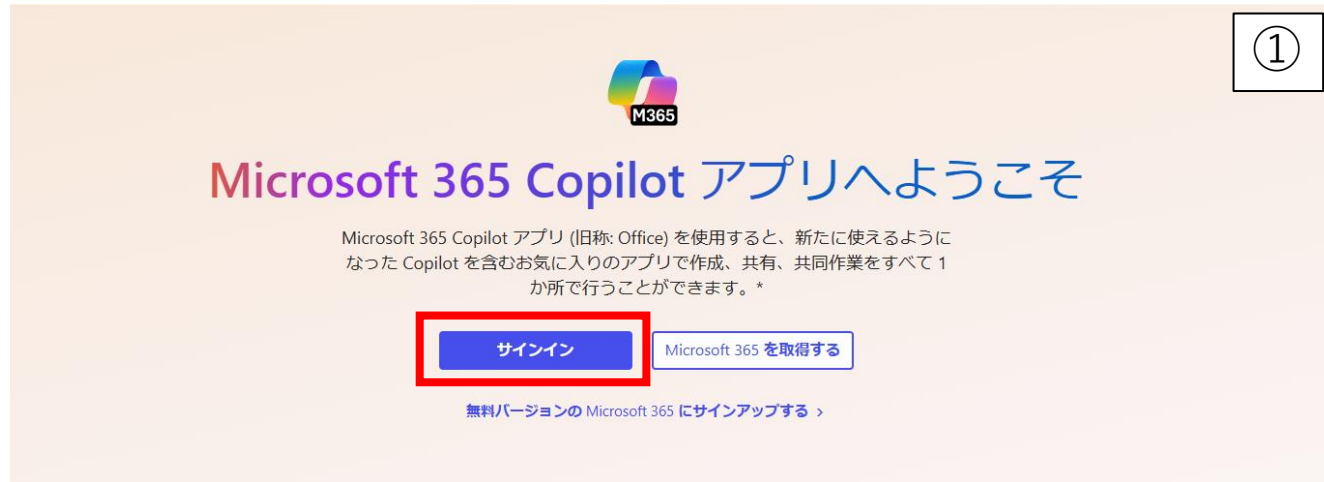 ①
M365
Microsoft 365 Copilot アプリへようこそ
Microsoft 365 Copilot アプリ (旧称: Office) を使用すると、新たに使えるように
なった Copilot を含むお気に入りのアプリで作成、共有、共同作業をすべて 1
か所で行うことができます。*
サインイン
Microsoft 365 を取得する
無料バージョンの Microsoft 365 にサインアップする >